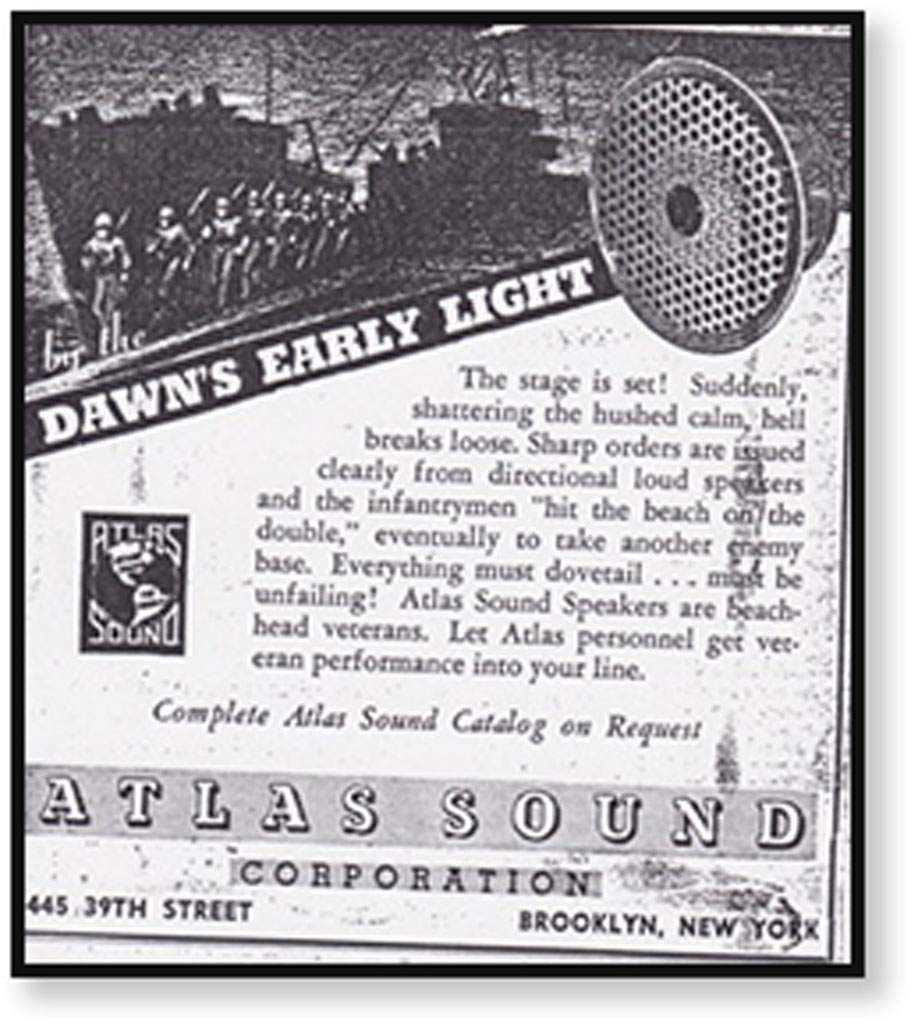 by the
DAWN'S EARLY LIGHT
The stage is set! Suddenly,
shattering the hushed calm, hell
breaks loose. Sharp orders are issued
clearly from directional loud speakers
and the infantrymen "hit the beach on the
double," eventually to take another enemy
base. Everything must dovetail . . . must be
unfailing! Atlas Sound Speakers are beach-
head veterans. Let Atlas personnel get vet-
eran performance into your line.
ATLAS
SOUND
Complete Atlas Sound Catalog on Request
ATLAS SOUND
CORPORATION
445 39TH STREET
BROOKLYN, NEW YORK